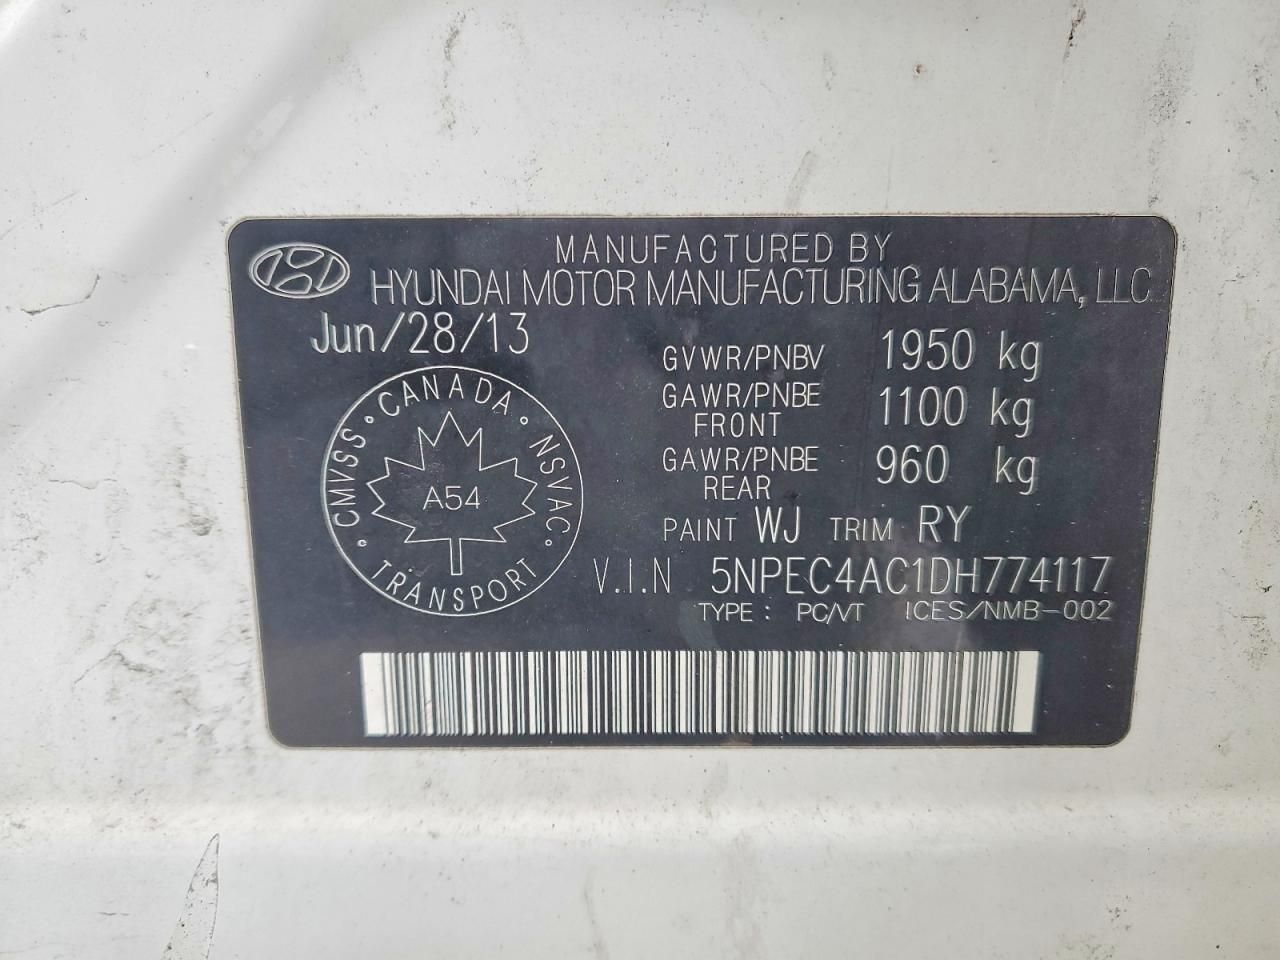 MANUFACTURED BY
HYUNDAI MOTOR MANUFACTURING ALABAMA, LLC
Jun/28/13
GVWR/PNBV 1950 kg
GAWR/PNBE FRONT 1100 kg
GAWR/PNBE REAR 960 kg
PAINT WJ TRIM RY
V.I.N 5NPEC4AC1DH774117
TYPE : PC/VT ICES/NMB-002
CMVSS CANADA NSVAC
A54
TRANSPORT